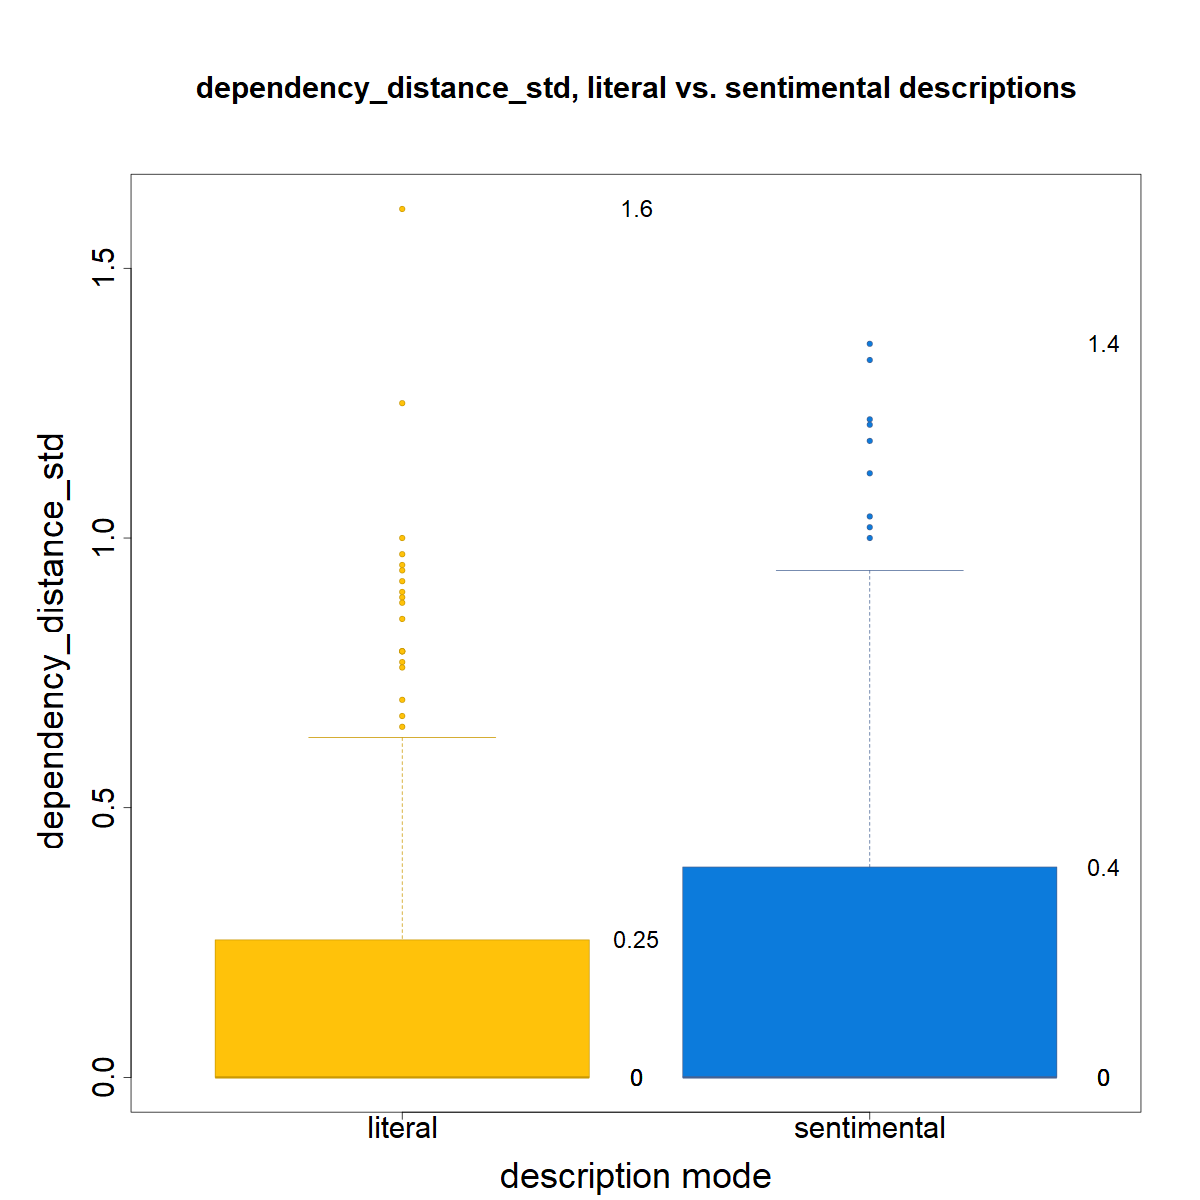 dependency_distance_std, literal vs. sentimental descriptions
dependency_distance_std
1.5
1.0
0.5
0.0
1.6
1.4
0.4
0.25
0
0
literal
sentimental
description mode